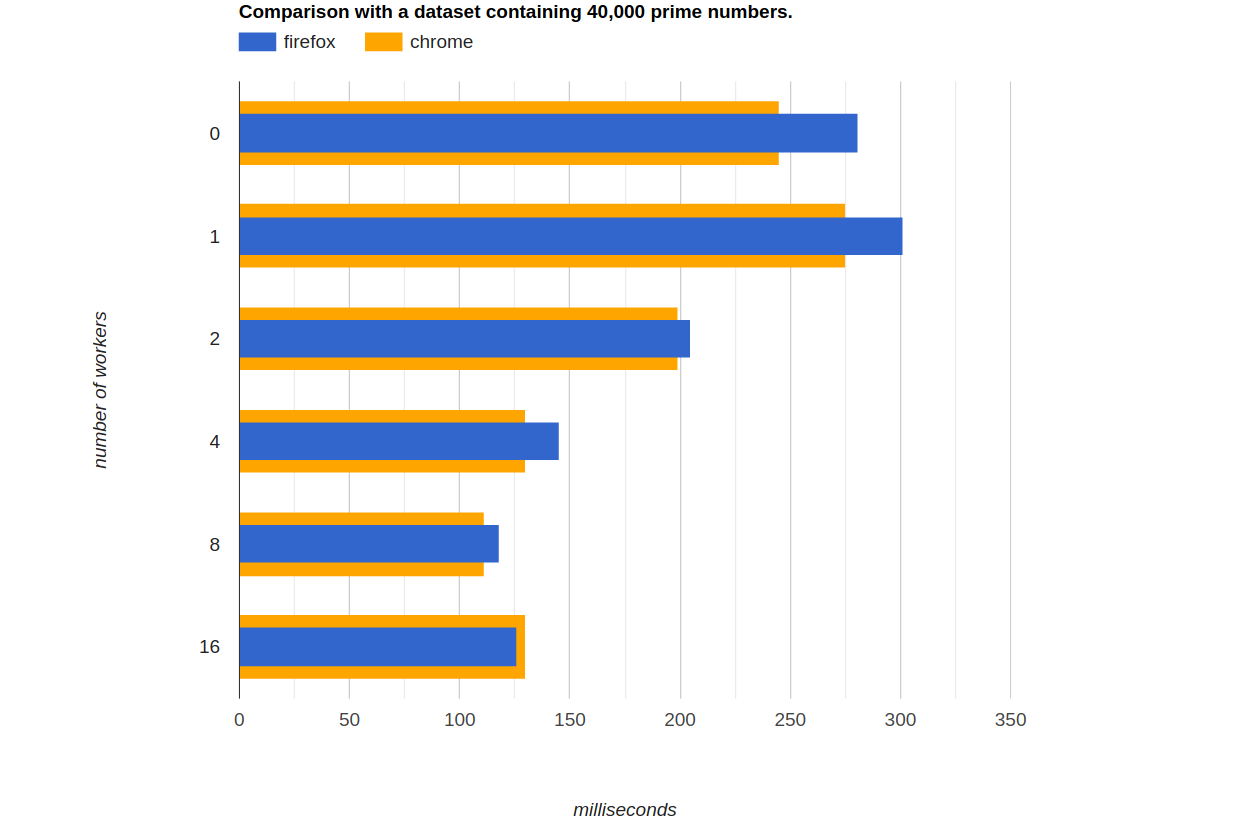 Comparison with a dataset containing 40,000 prime numbers.
firefox chrome
0
1
2
number of workers
4
8
16
0 50 100 150 200 250 300 350
milliseconds